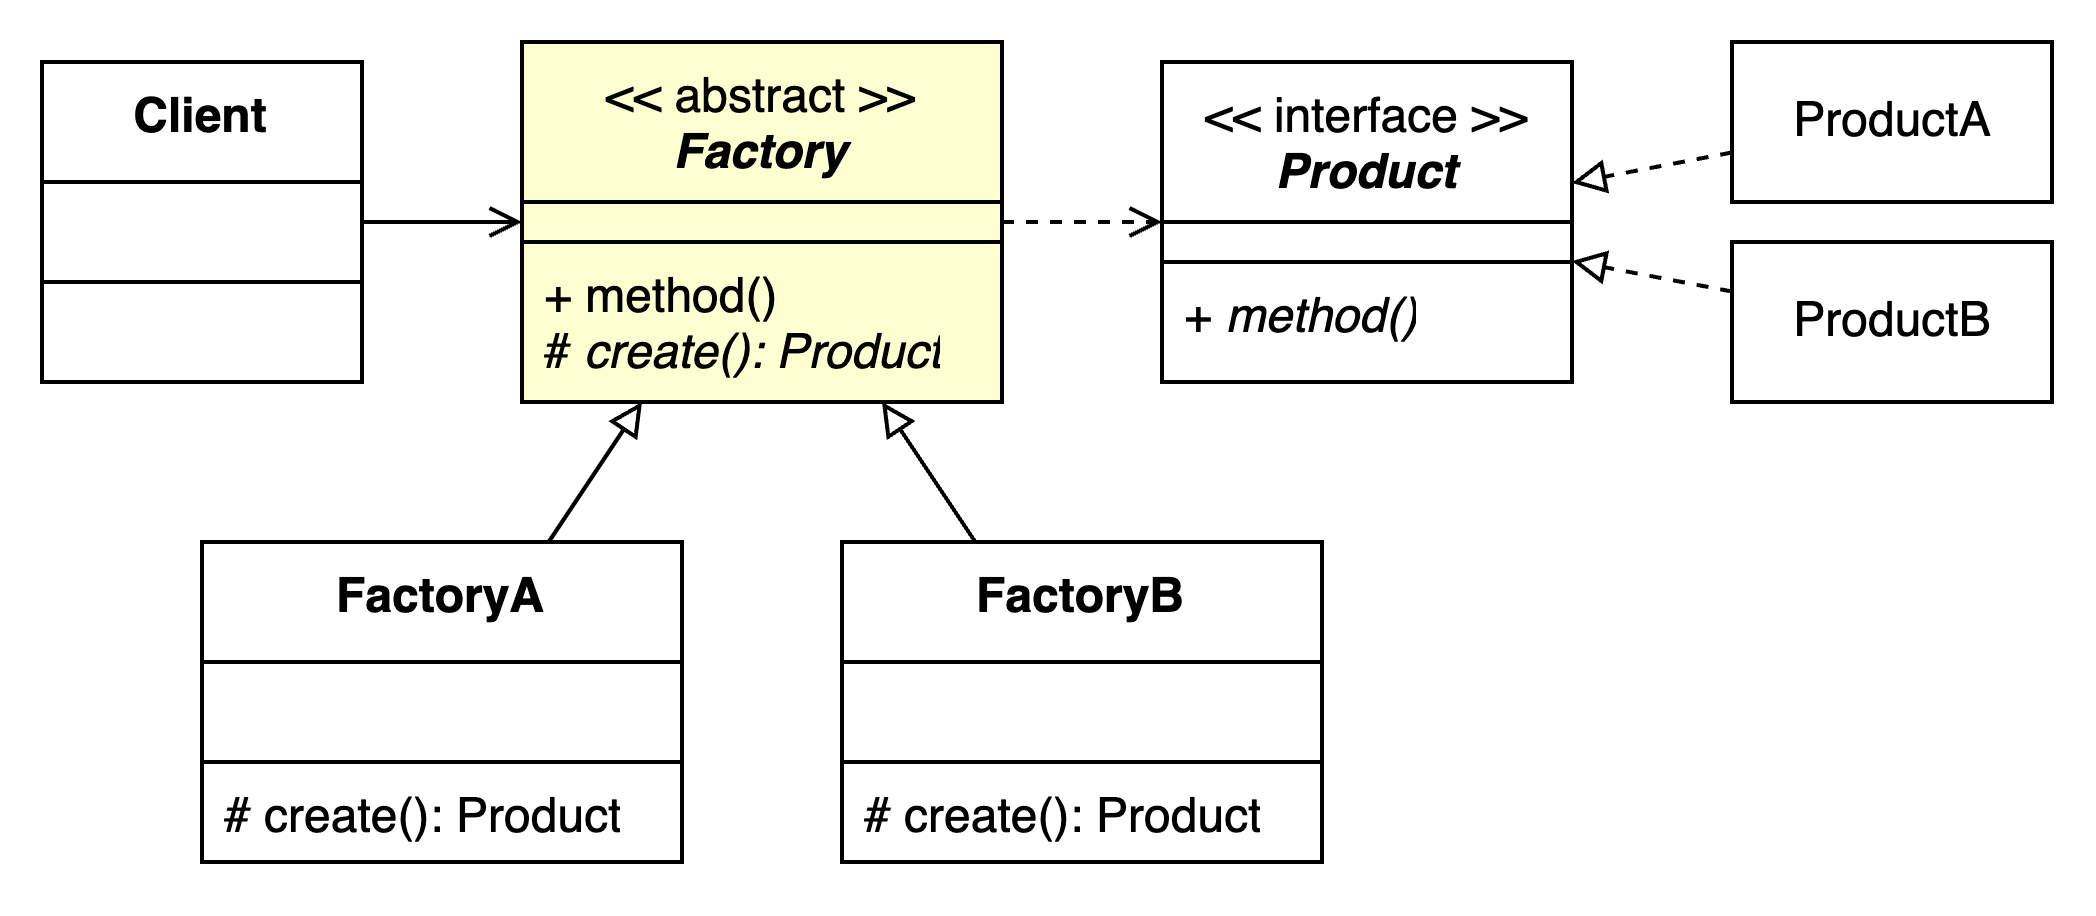 Client
<< abstract >>
Factory
+ method()
# create(): Product
<< interface >>
Product
+ method()
ProductA
ProductB
FactoryA
# create(): Product
FactoryB
# create(): Product